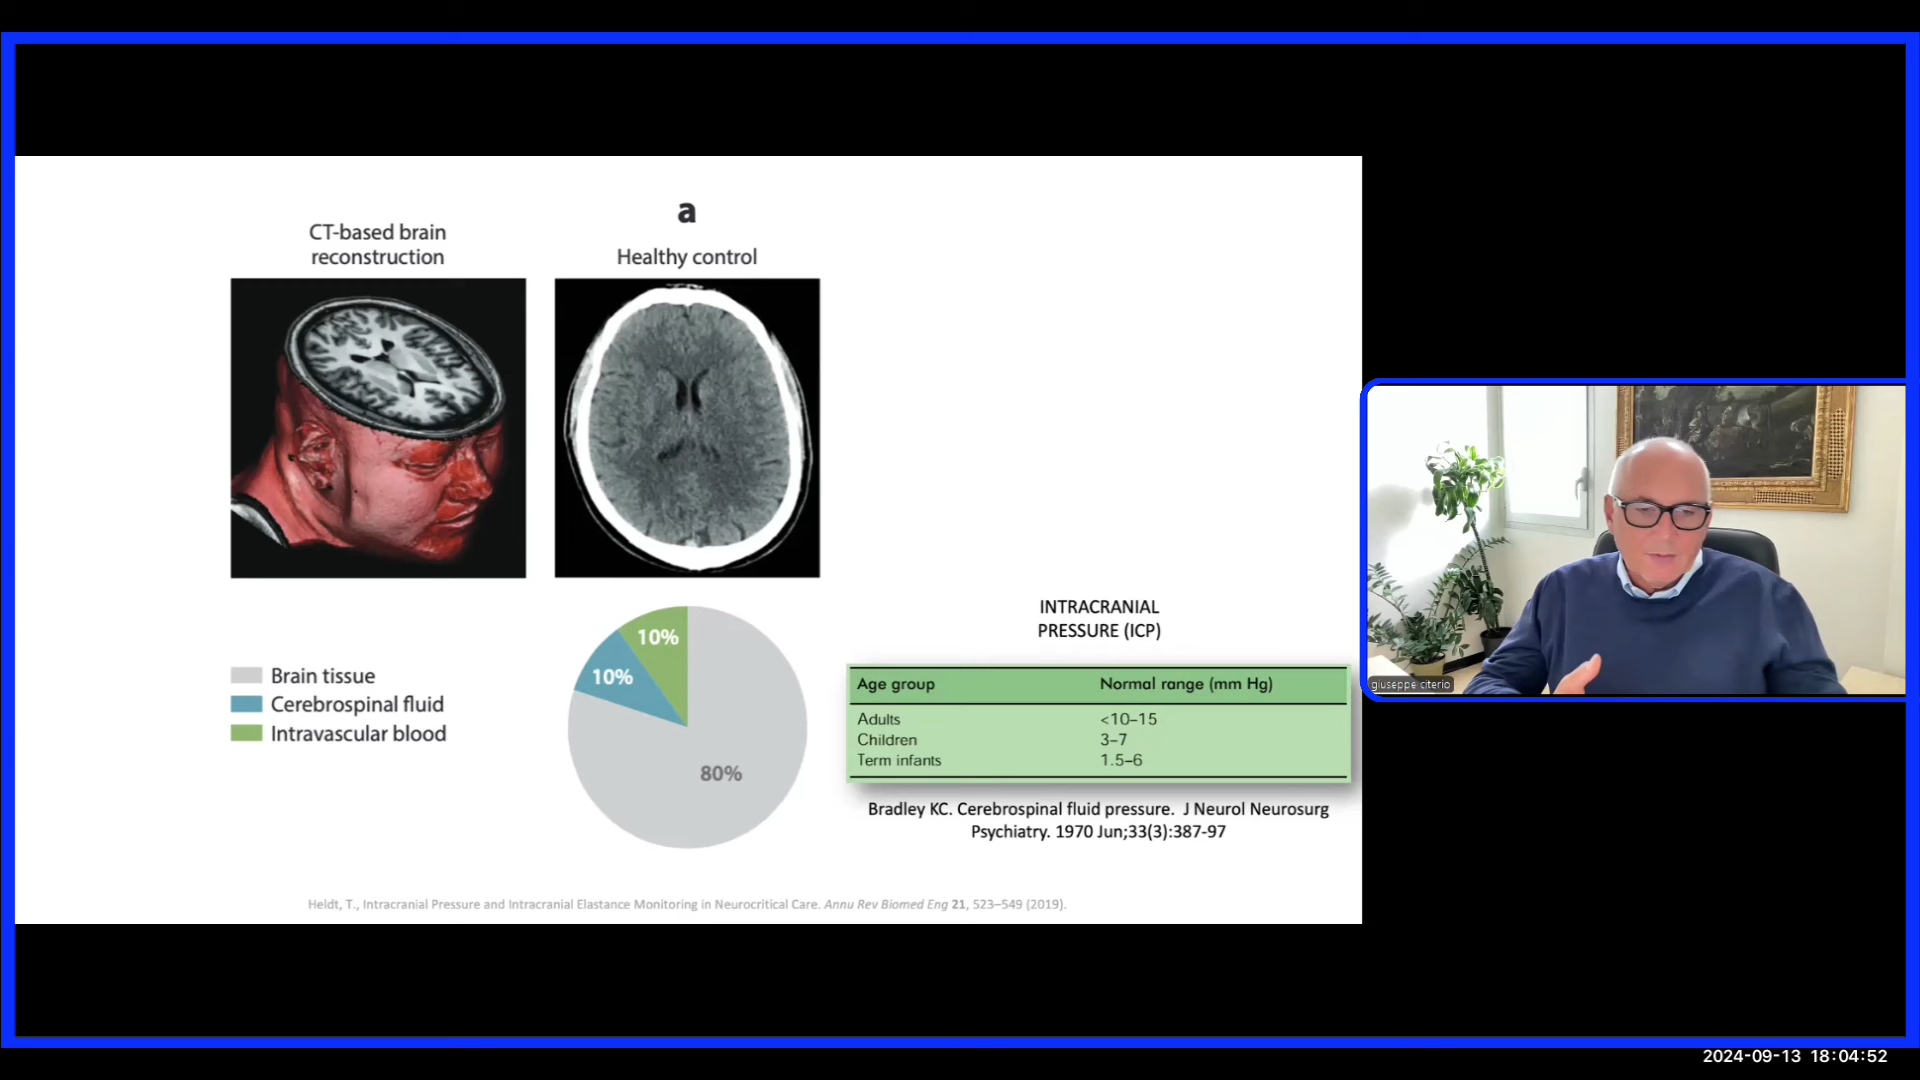 CT-based brain
reconstruction
a
Healthy control
Brain tissue
Cerebrospinal fluid
Intravascular blood
10%
10%
80%
INTRACRANIAL
PRESSURE (ICP)
Age group Normal range (mm Hg)
Adults <10–15
Children 3–7
Term infants 1.5–6
Bradley KC. Cerebrospinal fluid pressure. J Neurol Neurosurg
Psychiatry. 1970 Jun;33(3):387-97
Heldt, T., Intracranial Pressure and Intracranial Elastance Monitoring in Neurocritical Care. Annu Rev Biomed Eng 21, 523–549 (2019).
giuseppe citerio
2024-09-13 18:04:52